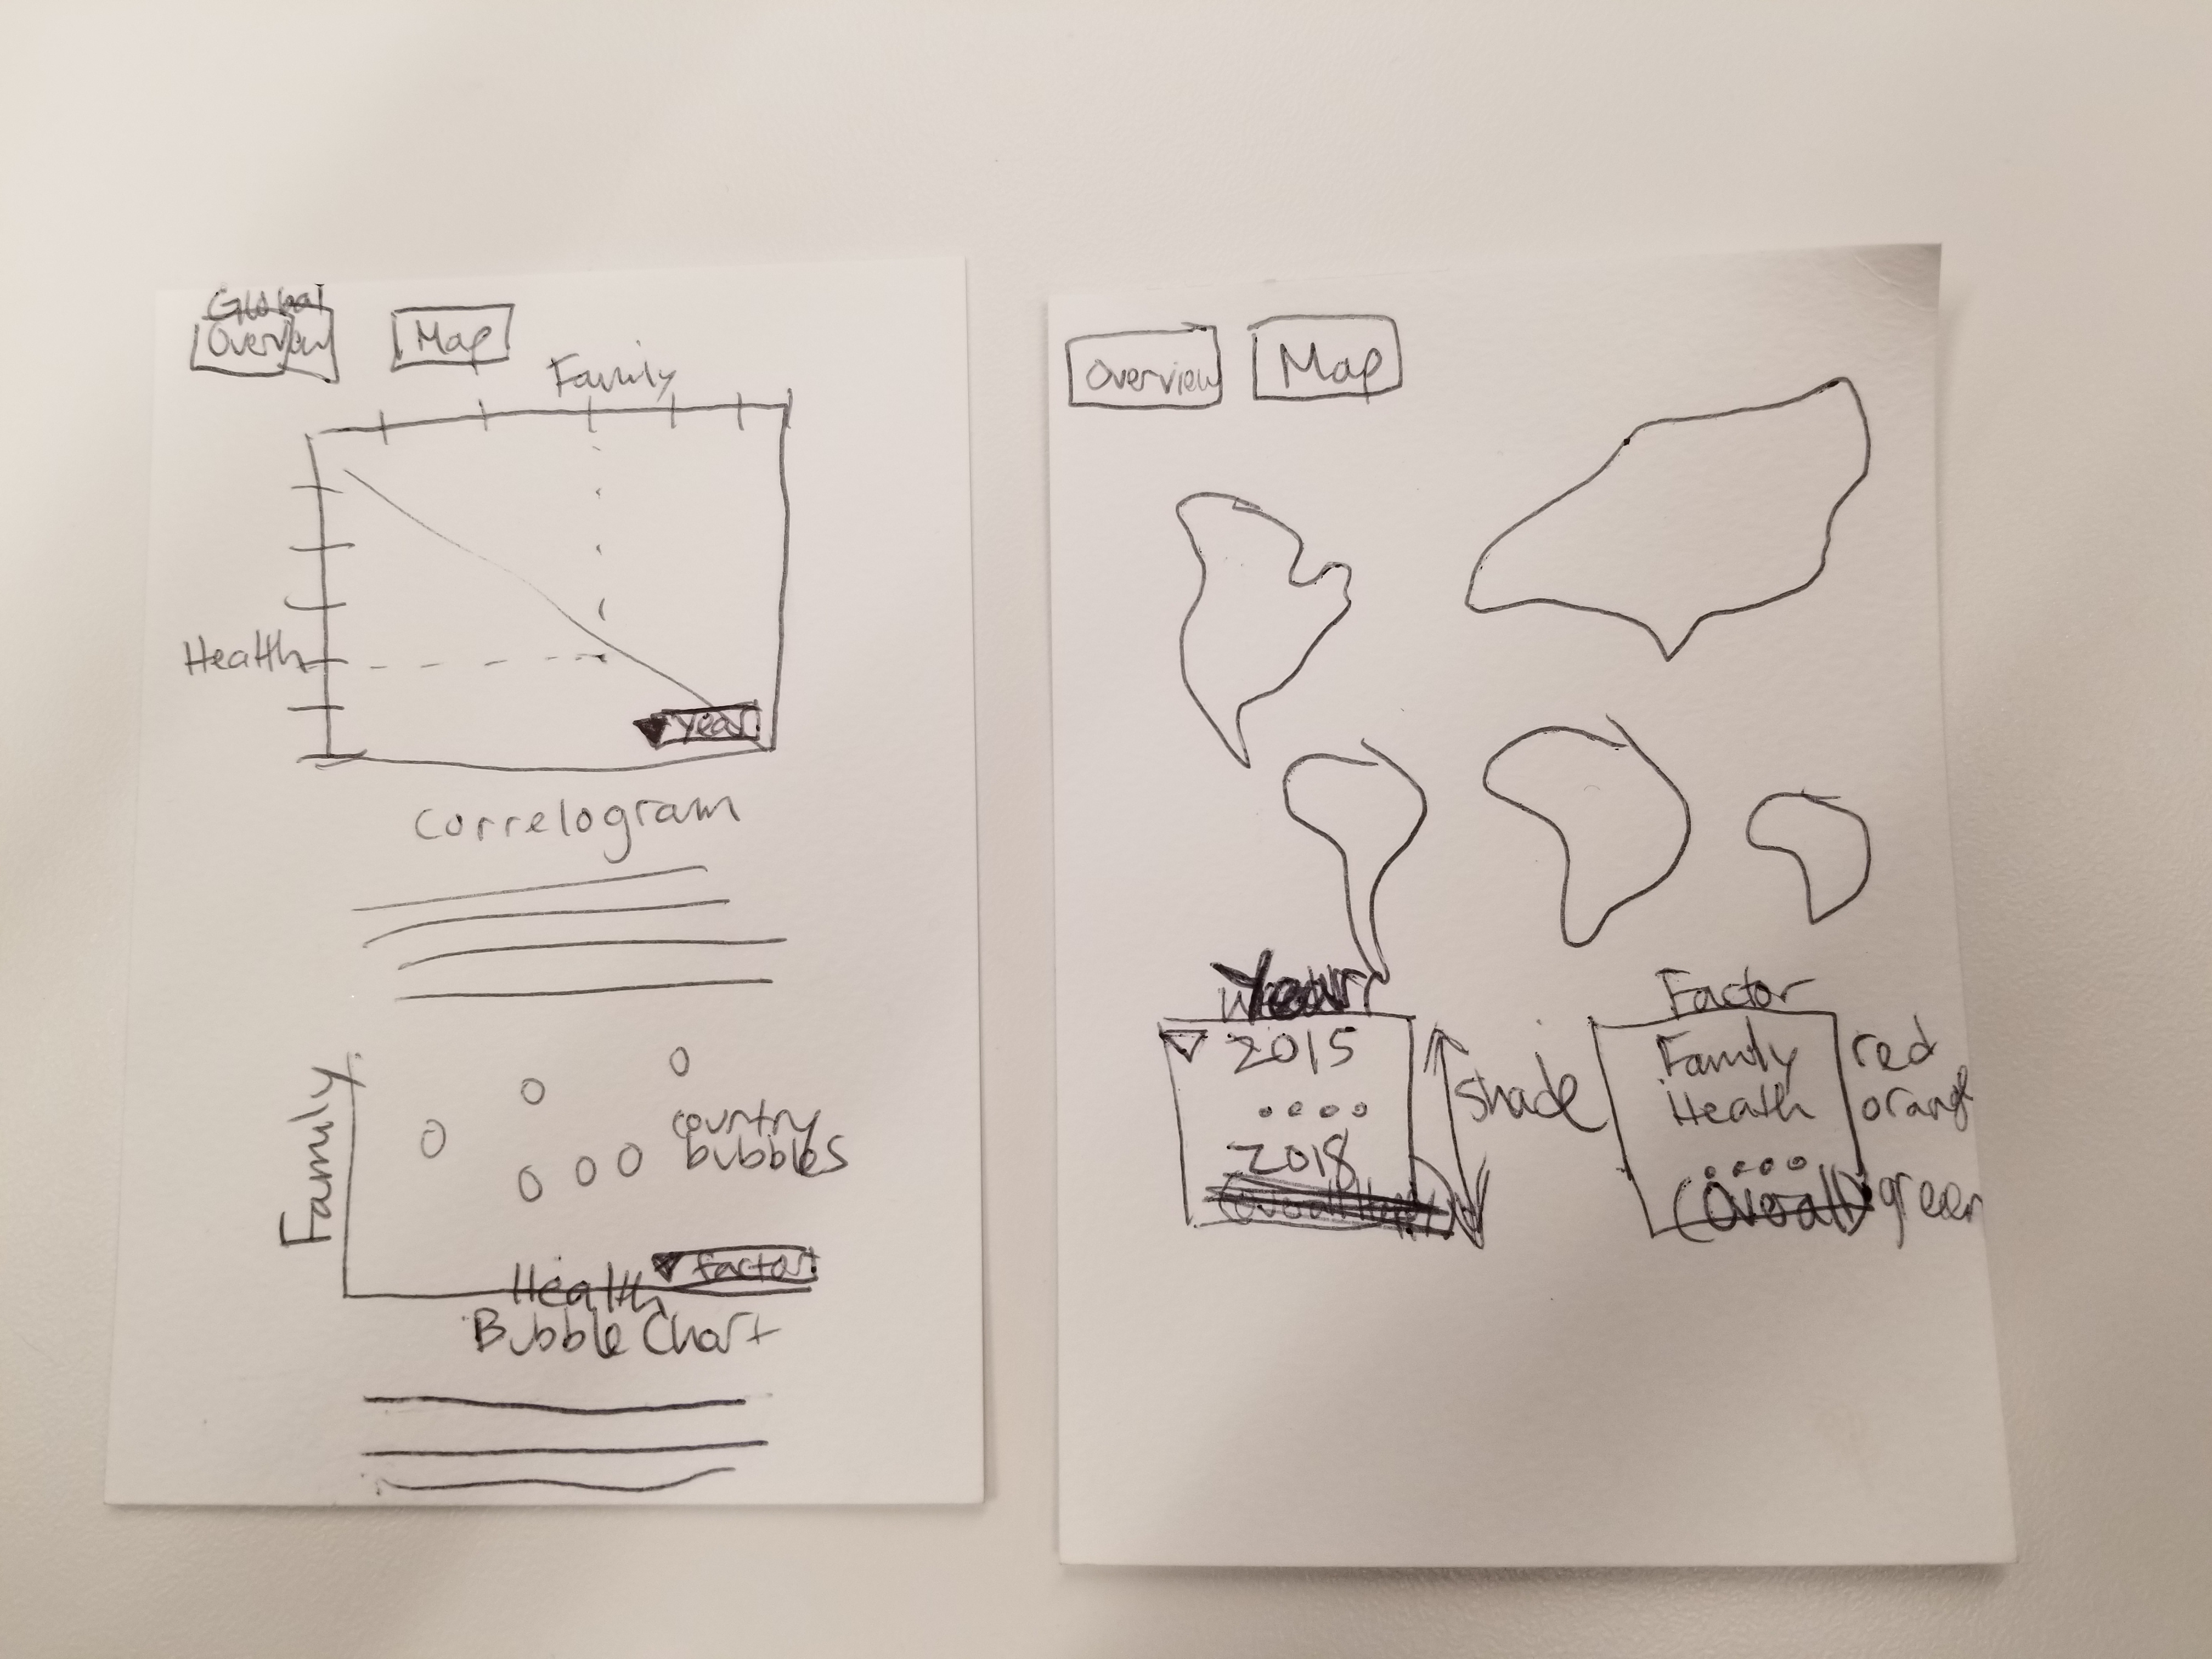 Global
Overview
Map
Family
Health
Year
Correlogram
Family
country
bubbles
factor
Health
Bubble Chart
Overview
Map
Year
2015
2018
Shade
Factor
Family
Health
(Overall)
red
orange
green